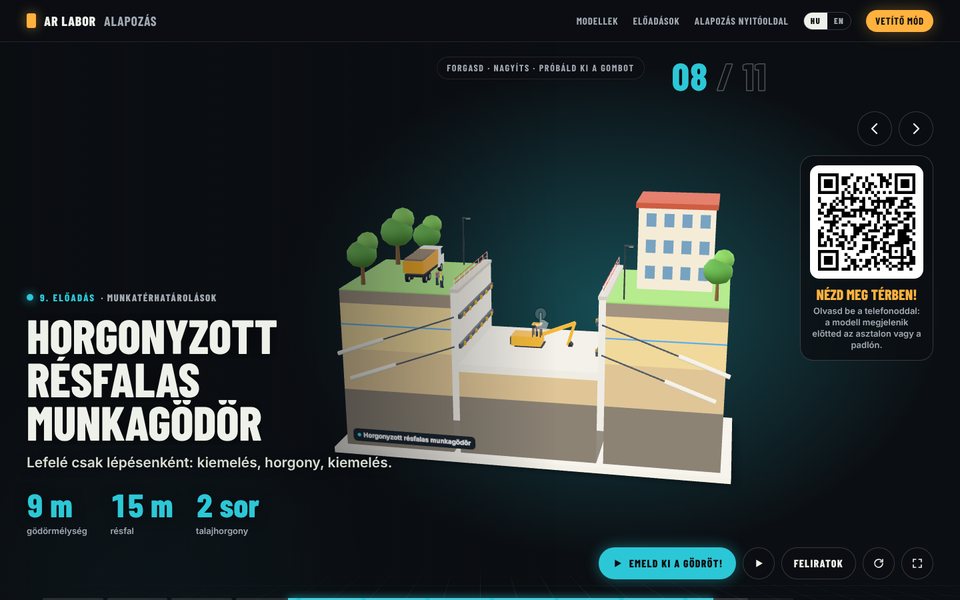 AR LABOR ALAPOZÁS
MODELLEK
ELŐADÁSOK
ALAPOZÁS NYITÓOLDAL
HU EN
VETÍTŐ MÓD
FORGASD · NAGYÍTS · PRÓBÁLD KI A GOMBOT
08 / 11
NÉZD MEG TÉRBEN!
Olvasd be a telefonoddal:
a modell megjelenik
előtted az asztalon vagy a
padlón.
9. ELŐADÁS · MUNKATÉRHATÁROLÁSOK
HORGONYZOTT
RÉSFALAS
MUNKAGÖDÖR
Horgonyzott résfalas munkagödör
Lefelé csak lépésenként: kiemelés, horgony, kiemelés.
9 m 15 m 2 sor
gödörmélység résfal talajhorgony
EMELD KI A GÖDRÖT!
FELIRATOK